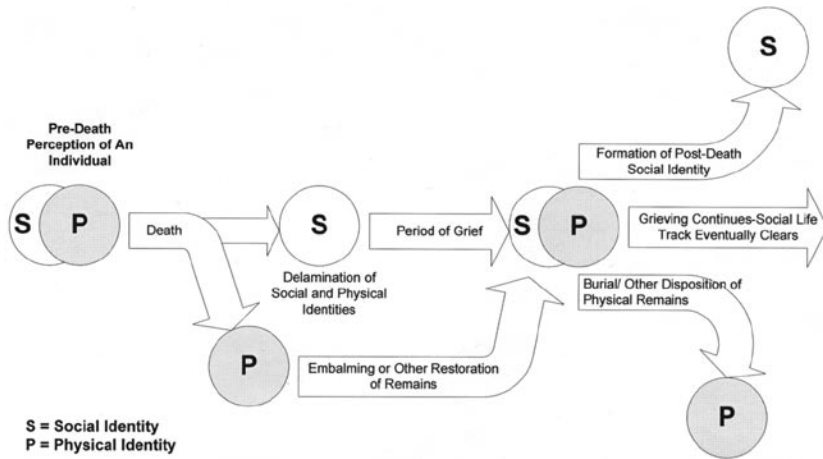 S
Pre-Death
Perception of An
Individual
Formation of Post-Death
Social Identity
S P
Death
S
Period of Grief
S P
Grieving Continues-Social Life
Track Eventually Clears
Delamination of
Social and Physical
Identities
Burial/ Other Disposition of
Physical Remains
P
Embalming or Other Restoration
of Remains
P
S = Social Identity
P = Physical Identity